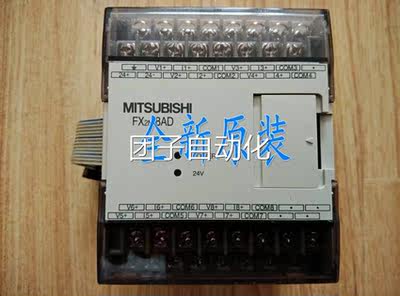 ⏚ V1+ I1+ COM1 V3+ I3+ COM3 •
24+ 24- V2+ I2+ COM2 V4+ I4+ COM4
MITSUBISHI
FX2N-8AD
全新原装
团子自动化
24V
V6+ I6+ COM6 V8+ I8+ COM8 • •
V5+ I5+ COM5 V7+ I7+ COM7 • •